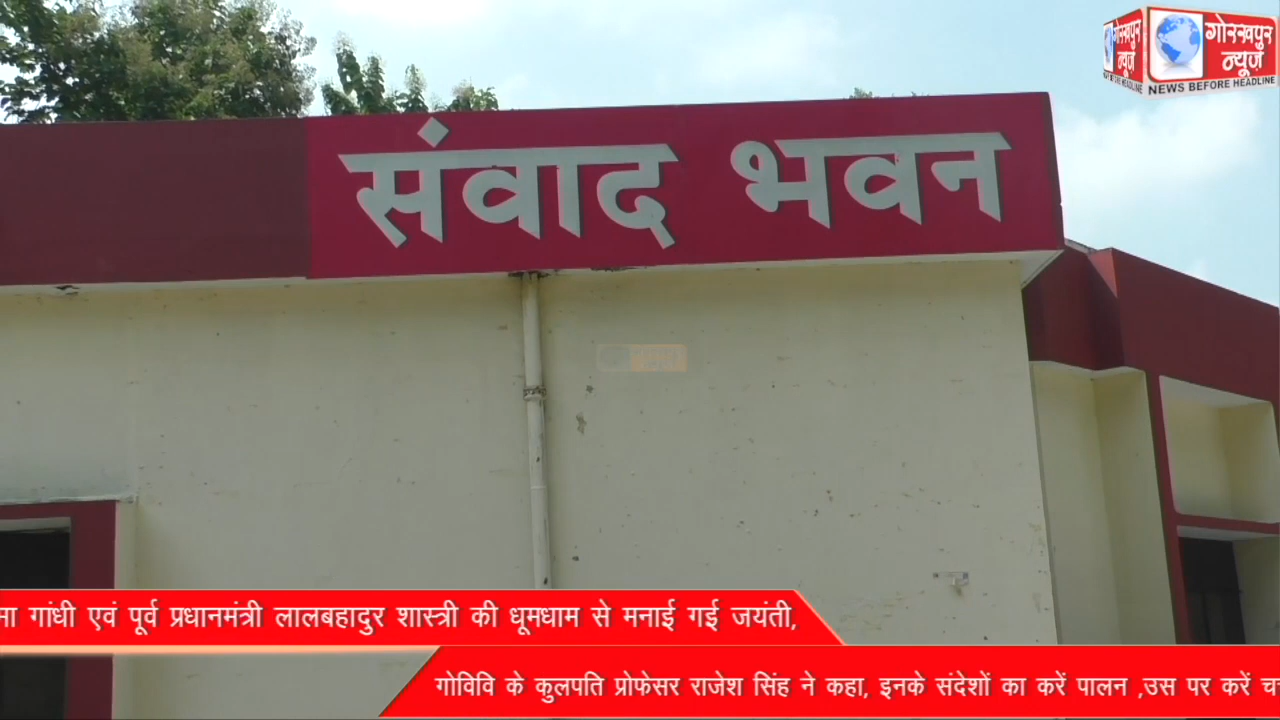 गोरखपुर
न्यूज
NEWS BEFORE HEADLINE
संवाद भवन
गांधी एवं पूर्व प्रधानमंत्री लालबहादुर शास्त्री की धूमधाम से मनाई गई जयंती,
गोविवि के कुलपति प्रोफेसर राजेश सिंह ने कहा, इनके संदेशों का करें पालन ,उस पर करें